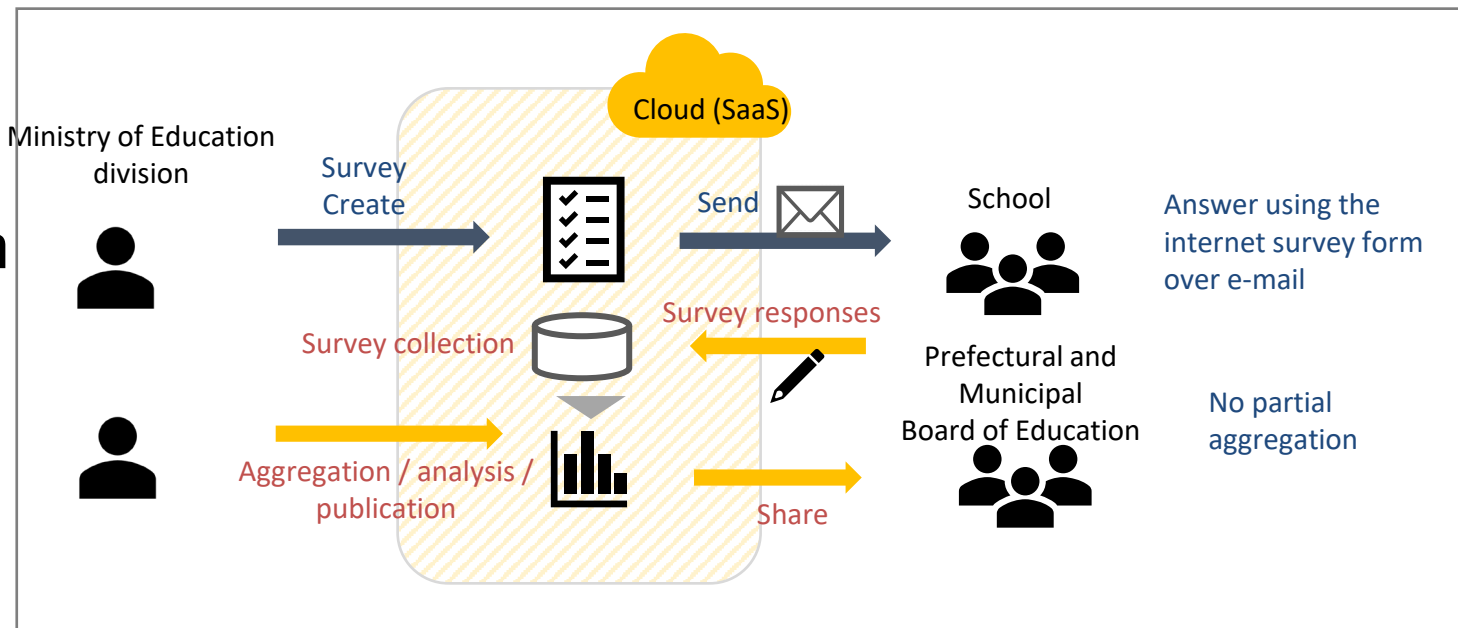 Cloud (SaaS)
Ministry of Education
division
Survey
Create
Send
School
Answer using the
internet survey form
over e-mail
Survey collection
Survey responses
Prefectural and
Municipal
Board of Education
No partial
aggregation
Aggregation / analysis /
publication
Share